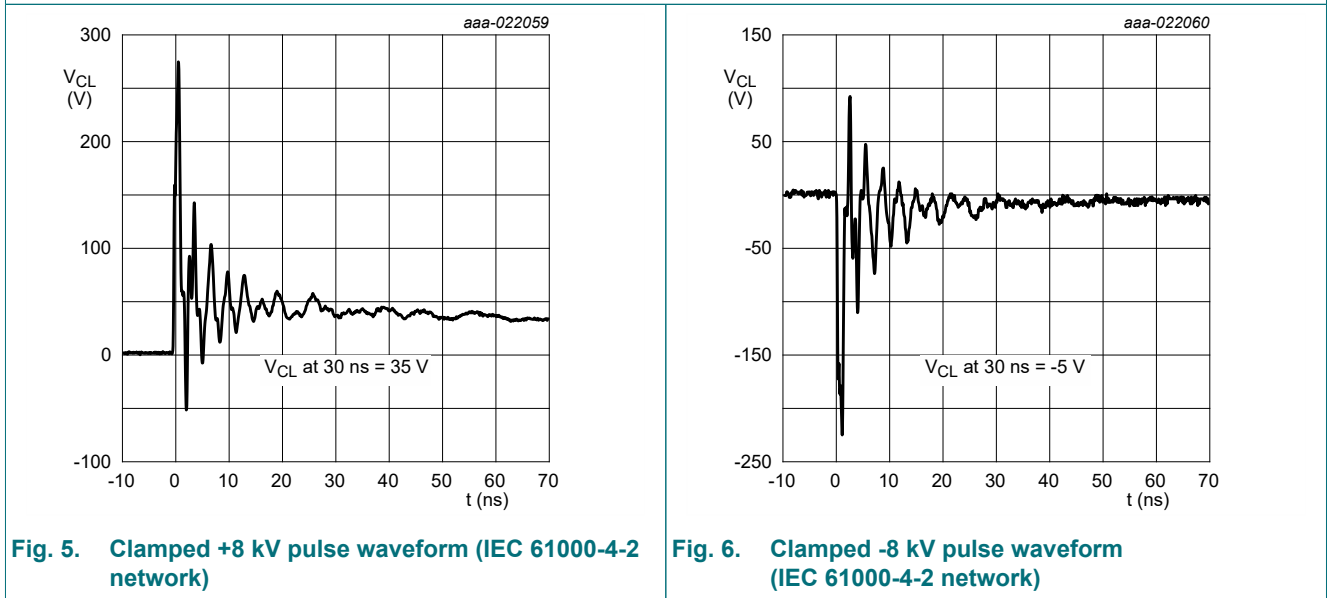 aaa-022059
300
200
100
0
-100
VCL
(V)
-10 0 10 20 30 40 50 60 70
t (ns)
VCL at 30 ns = 35 V
Fig. 5. Clamped +8 kV pulse waveform (IEC 61000-4-2
network)
aaa-022060
150
50
-50
-150
-250
VCL
(V)
-10 0 10 20 30 40 50 60 70
t (ns)
VCL at 30 ns = -5 V
Fig. 6. Clamped -8 kV pulse waveform
(IEC 61000-4-2 network)